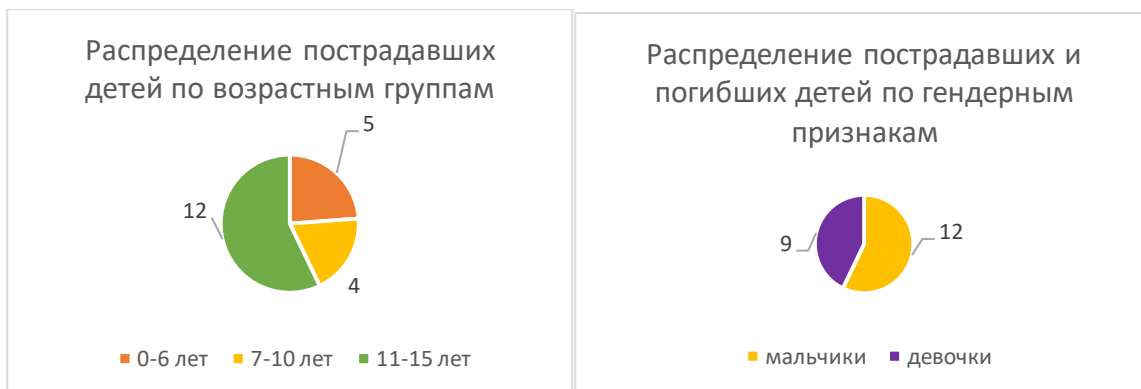 Распределение пострадавших
детей по возрастным группам
5
12
4
0-6 лет 7-10 лет 11-15 лет
Распределение пострадавших и
погибших детей по гендерным
признакам
9
12
мальчики девочки